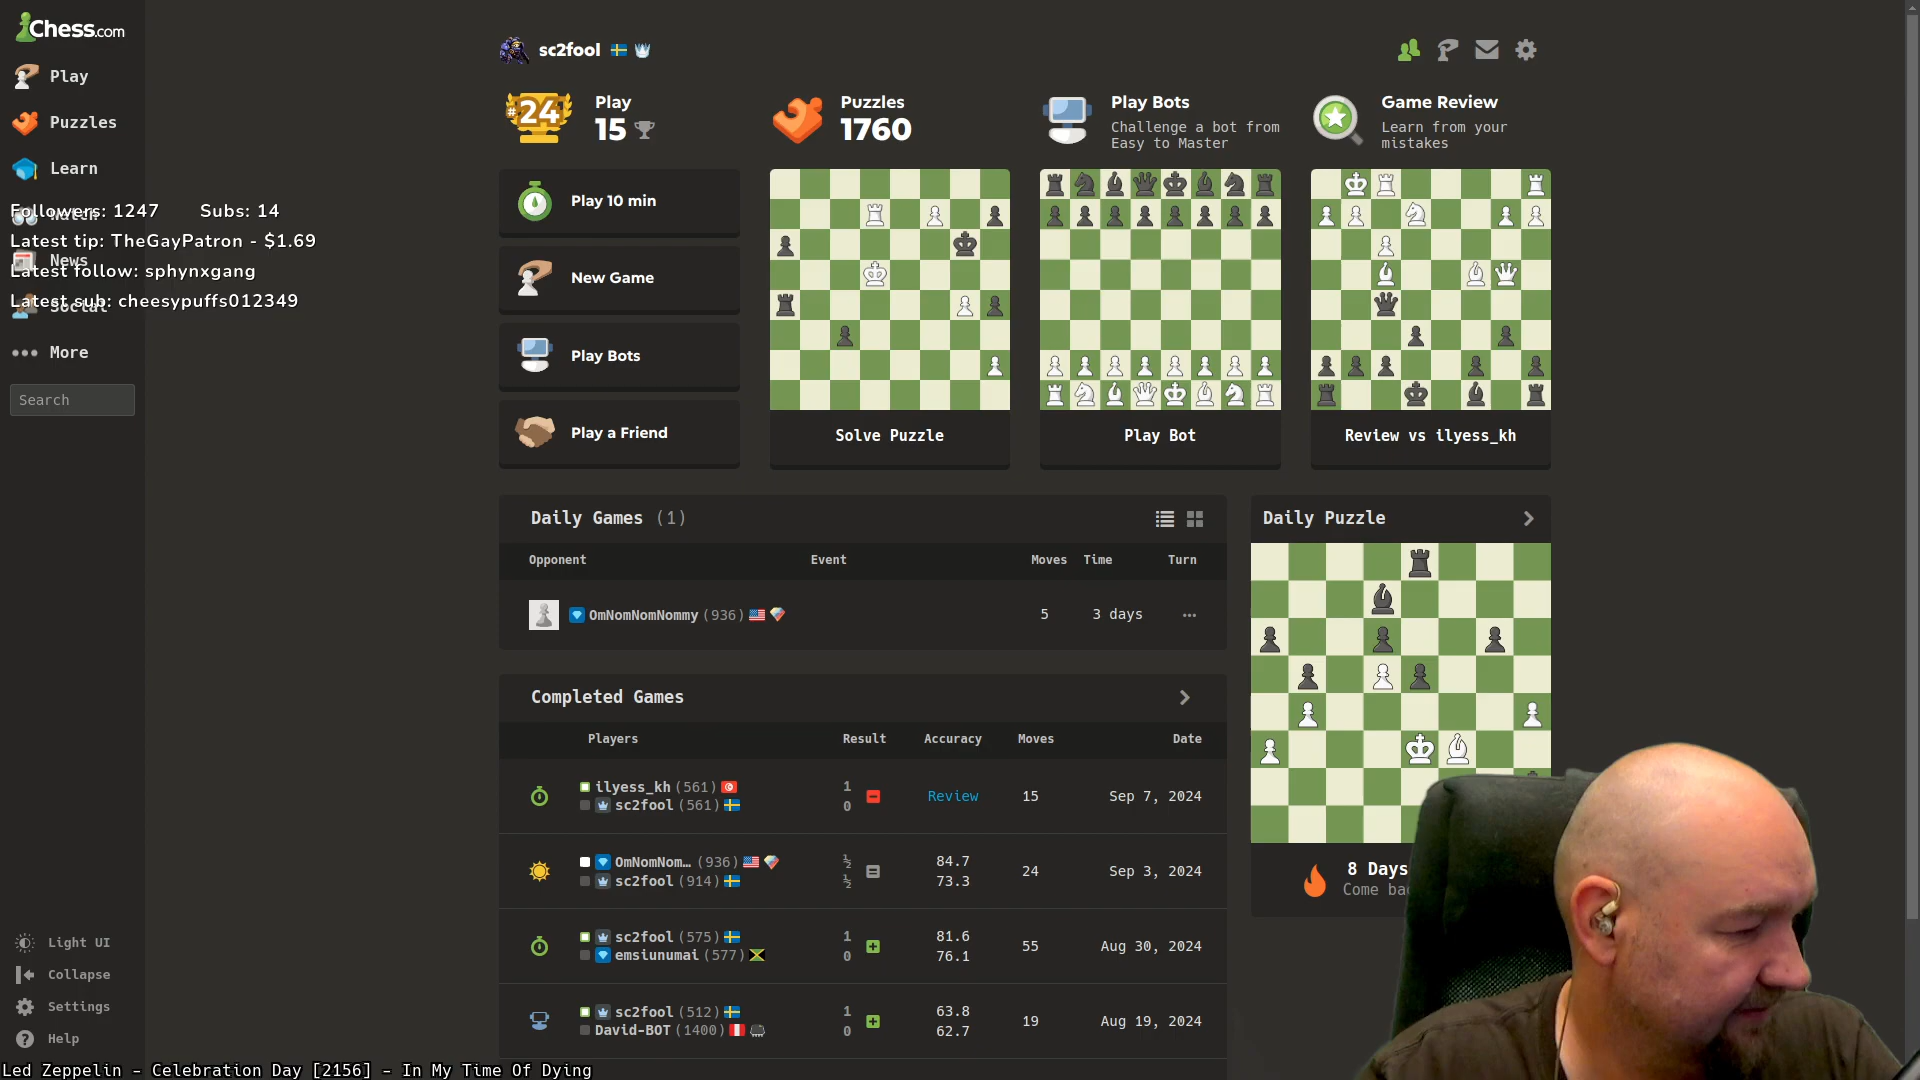 Chess.com
Play
Puzzles
Learn
Followers: 1247 Subs: 14
Latest tip: TheGayPatron - $1.69
News
Latest follow: sphynxgang
Latest sub: cheesypuffs012349
Social
More
Search
Light UI
Collapse
Settings
Help
sc2fool
#24
Play
15
Puzzles
1760
Play Bots
Challenge a bot from
Easy to Master
Game Review
Learn from your
mistakes
Play 10 min
New Game
Play Bots
Play a Friend
Solve Puzzle
Play Bot
Review vs ilyess_kh
Daily Games (1)
Opponent Event Moves Time Turn
OmNomNomNommy (936) 5 3 days ...
Completed Games
Players Result Accuracy Moves Date
ilyess_kh (561) 1
sc2fool (561) 0
Review 15 Sep 7, 2024
OmNomNom… (936) ½ 84.7
sc2fool (914) ½ 73.3
24 Sep 3, 2024
sc2fool (575) 1 81.6
emsiunumai (577) 0 76.1
55 Aug 30, 2024
sc2fool (512) 1 63.8
David-BOT (1400) 0 62.7
19 Aug 19, 2024
Daily Puzzle
8 Days
Come
Led Zeppelin - Celebration Day [2156] - In My Time Of Dying